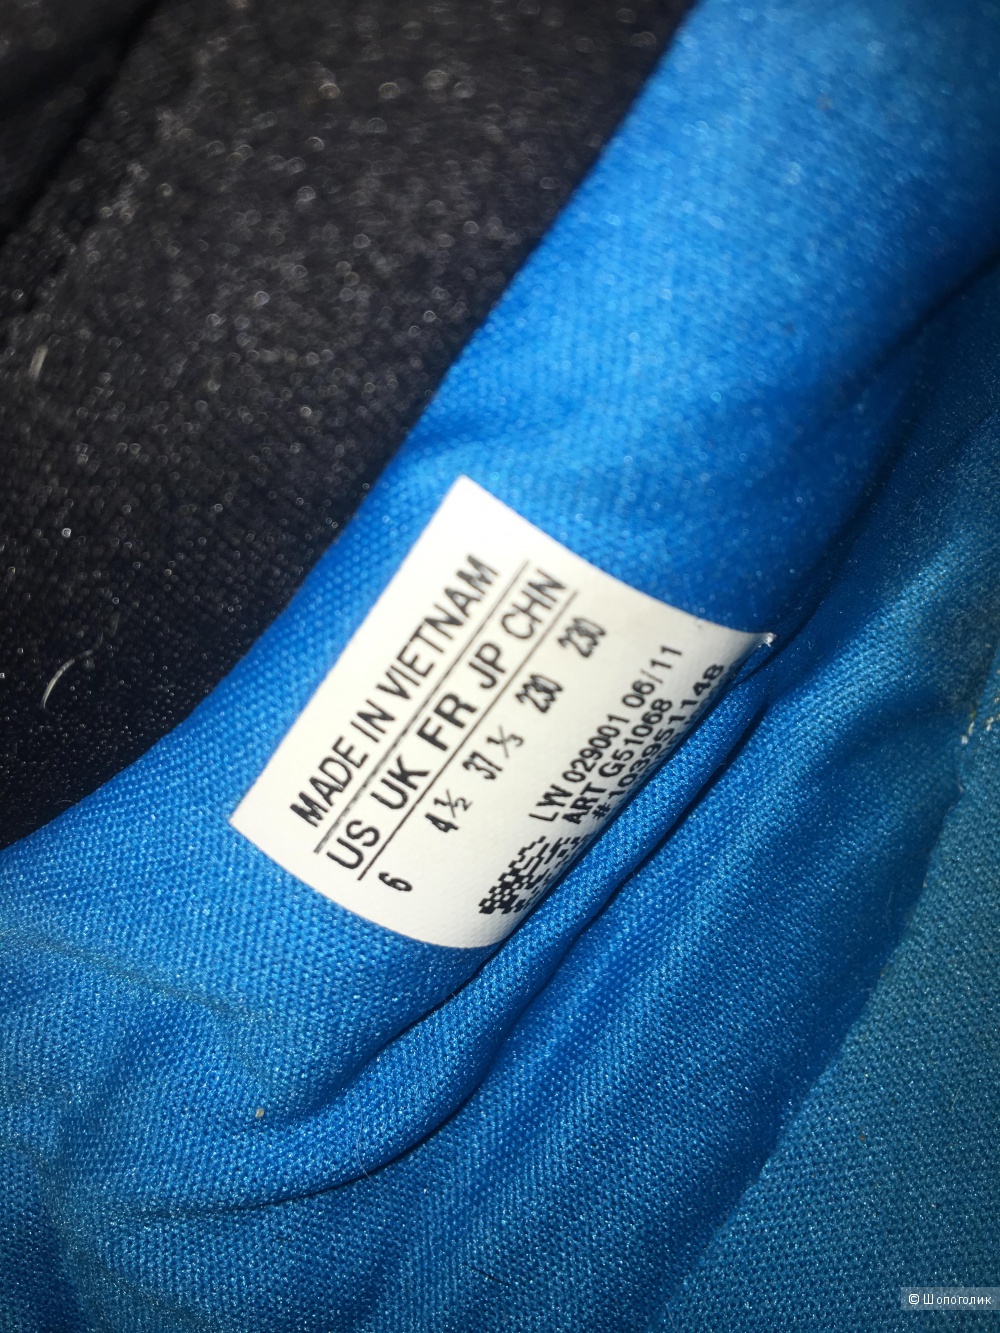 MADE IN VIETNAM
US UK FR JP CHN
6 4½ 37⅓ 230 230
LYV 029001 06/11
ART G51068
#:
© Шопоголик